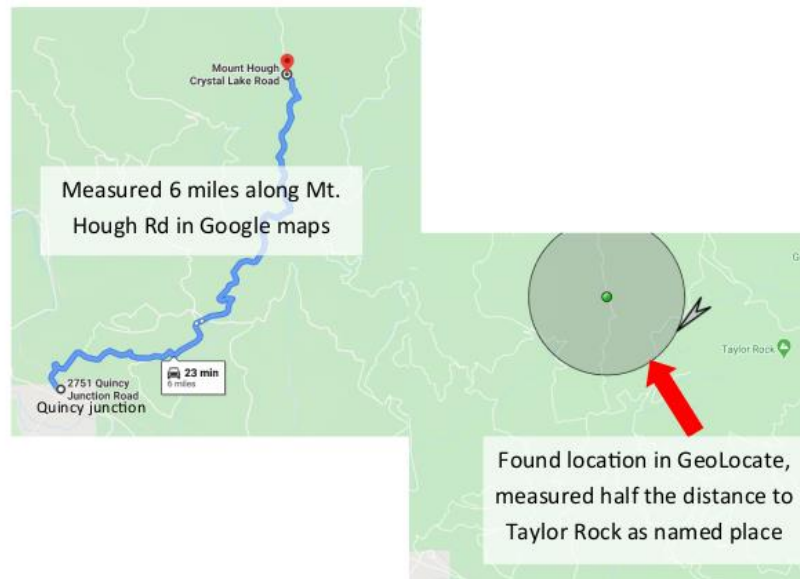 Mount Hough
Crystal Lake Road
Measured 6 miles along Mt.
Hough Rd in Google maps
23 min
6 miles
2751 Quincy
Junction Road
Quincy junction
G
Taylor Rock
Found location in GeoLocate,
measured half the distance to
Taylor Rock as named place